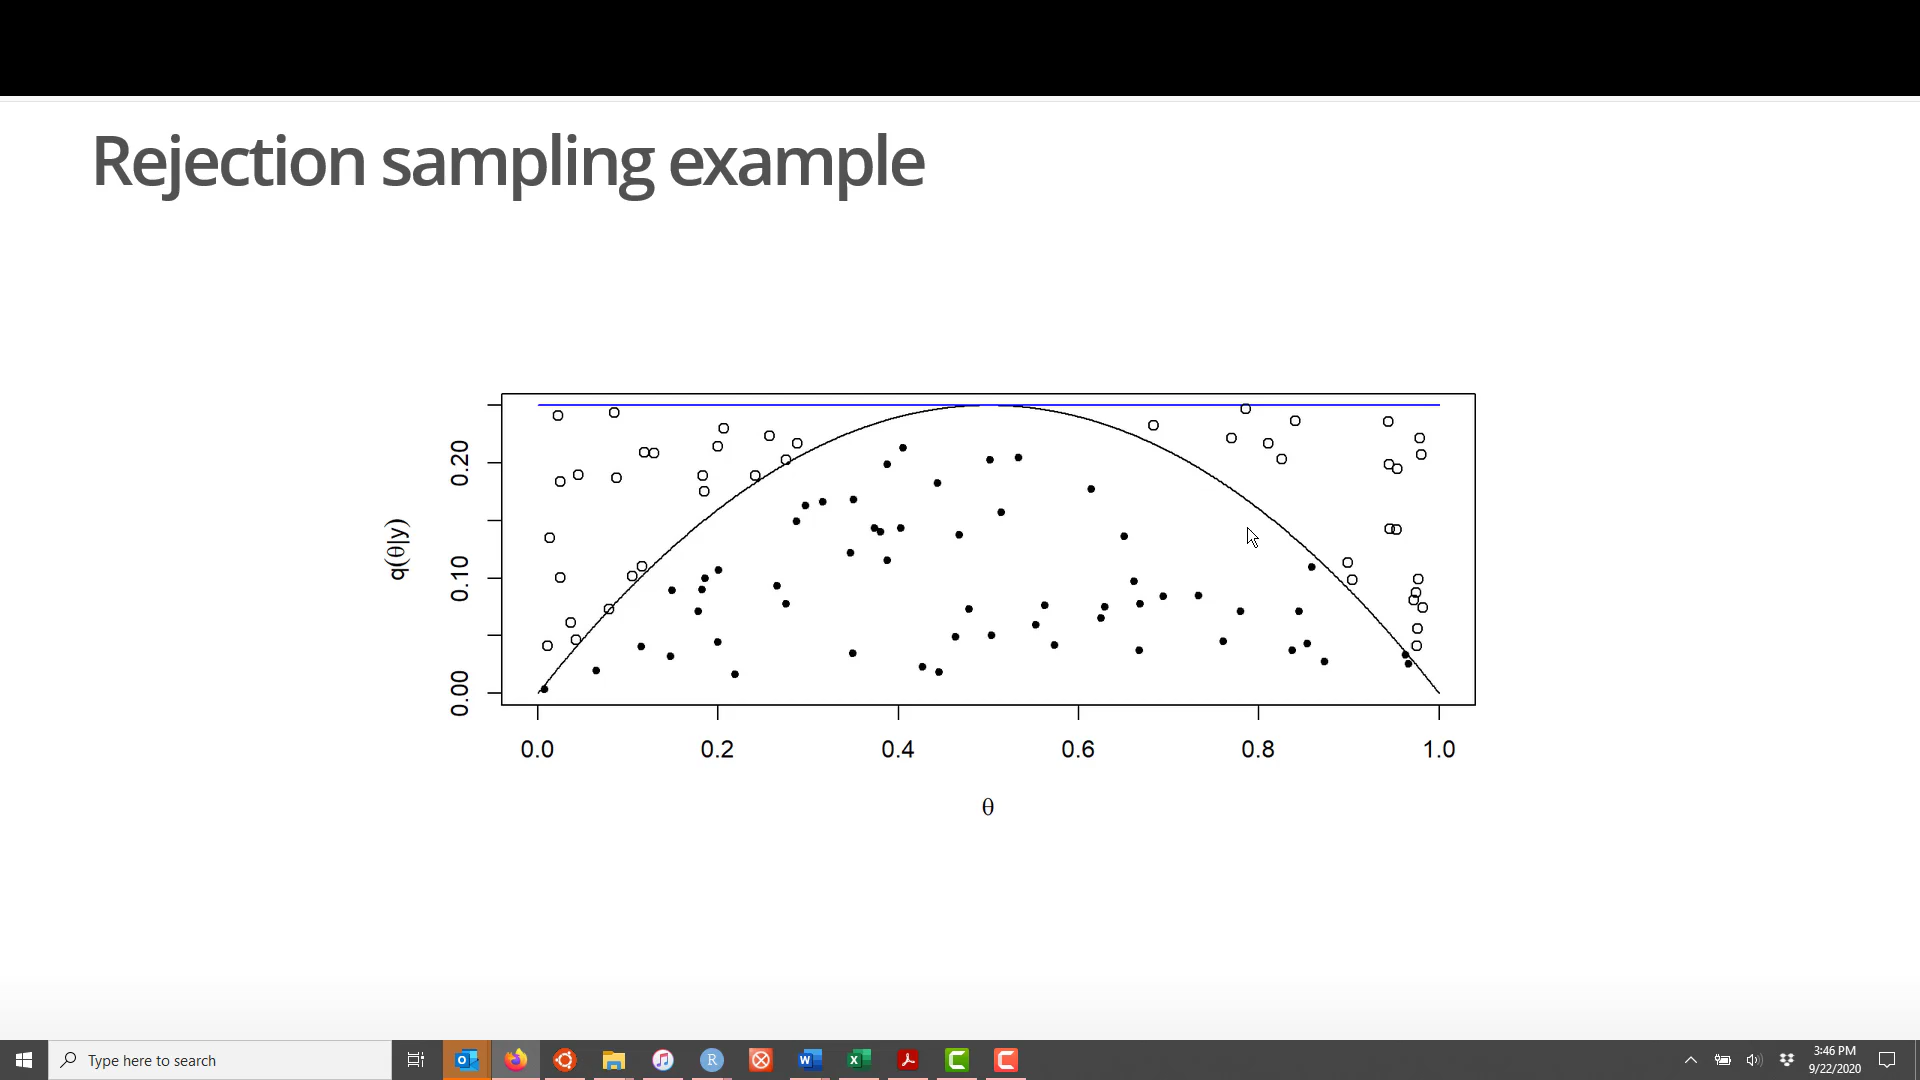 Rejection sampling example
0.20
0.10
0.00
q(θ|y)
0.0 0.2 0.4 0.6 0.8 1.0
θ
Type here to search
3:46 PM
9/22/2020